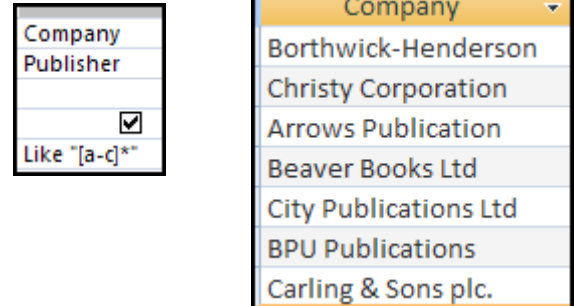 Company
Publisher
Like "[a-c]*"
Company
Borthwick-Henderson
Christy Corporation
Arrows Publication
Beaver Books Ltd
City Publications Ltd
BPU Publications
Carling & Sons plc.